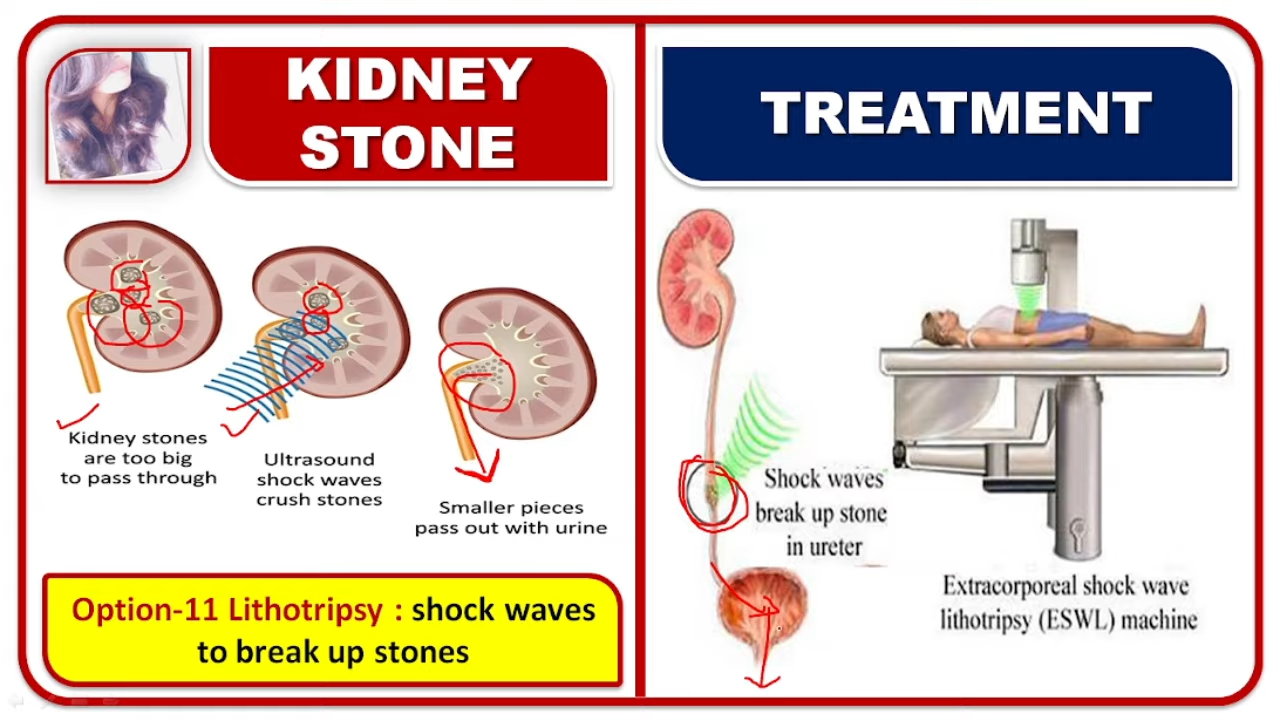 KIDNEY
STONE
TREATMENT
Kidney stones
are too big
to pass through
Ultrasound
shock waves
crush stones
Smaller pieces
pass out with urine
Option-11 Lithotripsy : shock waves
to break up stones
Shock waves
break up stone
in ureter
Extracorporeal shock wave
lithotripsy (ESWL) machine